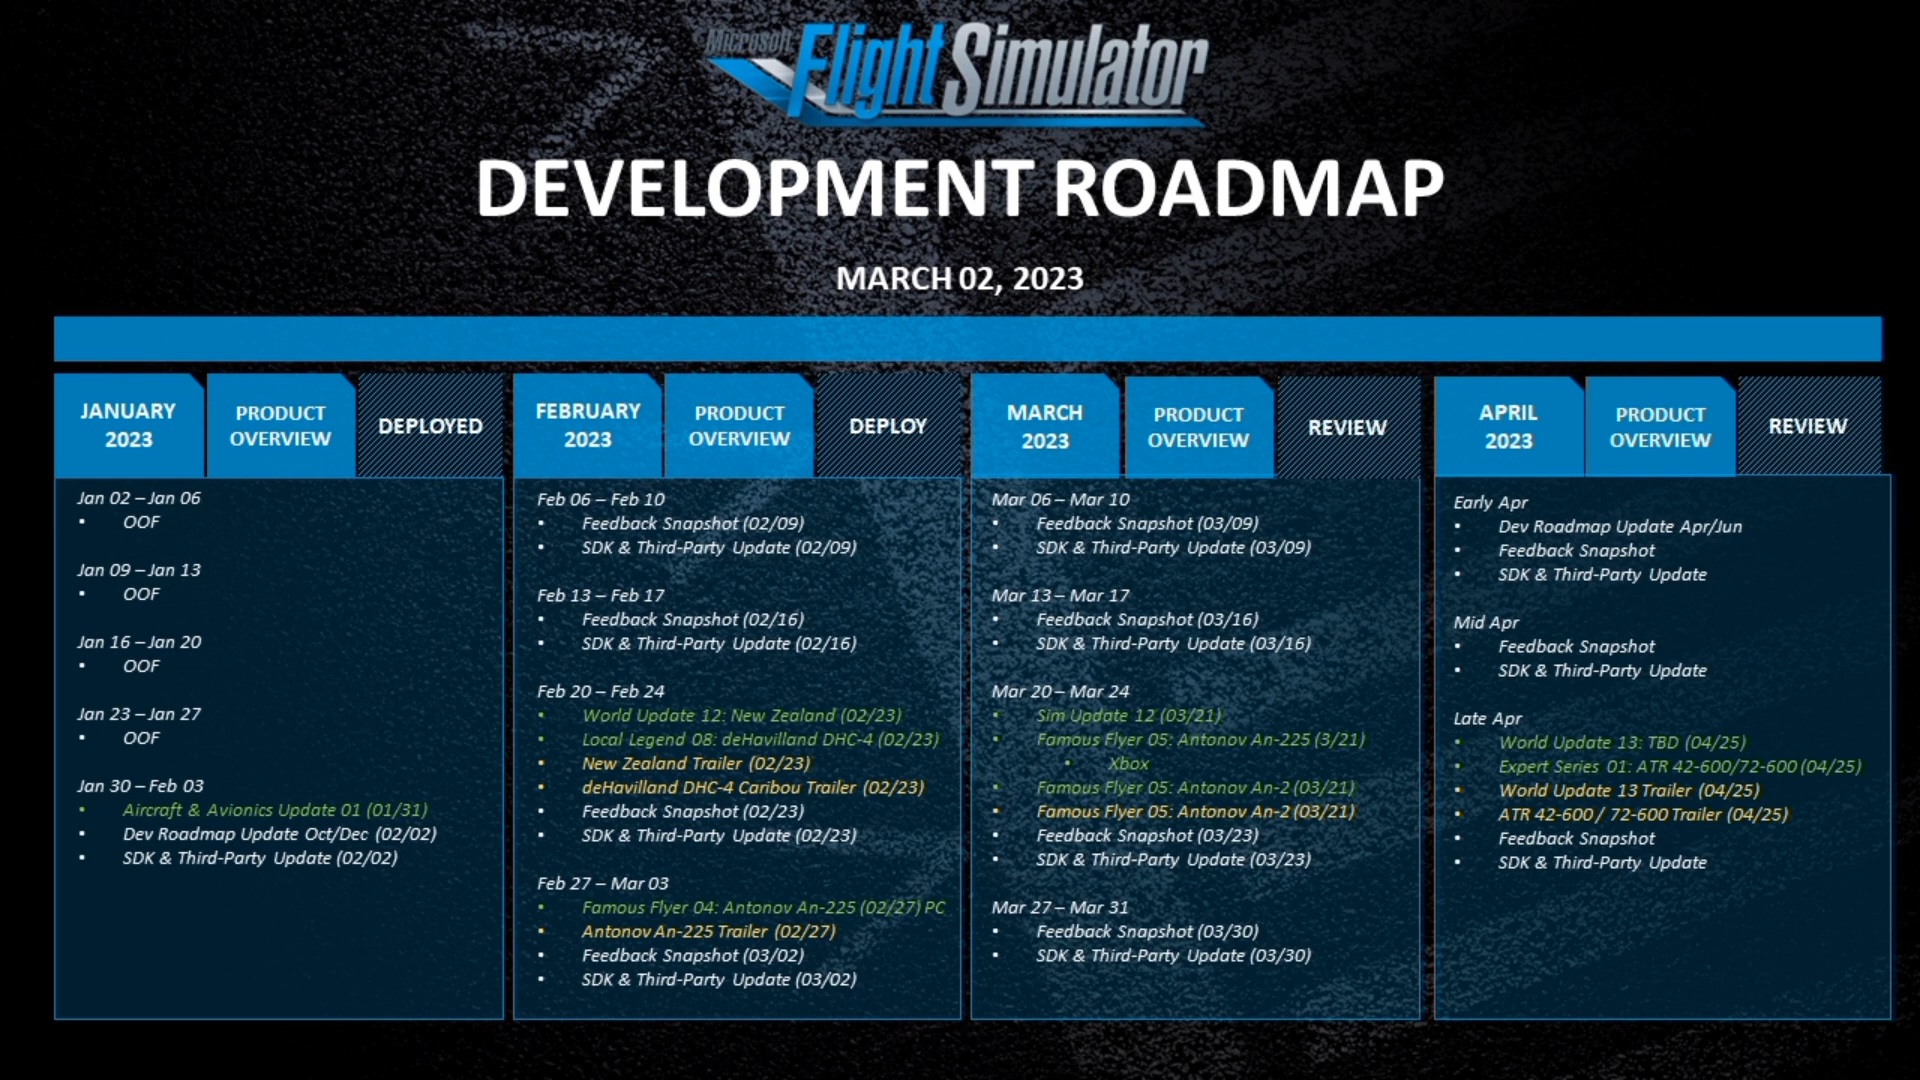 Microsoft Flight Simulator
DEVELOPMENT ROADMAP
MARCH 02, 2023
JANUARY
2023
PRODUCT
OVERVIEW
DEPLOYED
Jan 02 – Jan 06
• OOF
Jan 09 – Jan 13
• OOF
Jan 16 – Jan 20
• OOF
Jan 23 – Jan 27
• OOF
Jan 30 – Feb 03
• Aircraft & Avionics Update 01 (01/31)
• Dev Roadmap Update Oct/Dec (02/02)
• SDK & Third-Party Update (02/02)
FEBRUARY
2023
PRODUCT
OVERVIEW
DEPLOY
Feb 06 – Feb 10
• Feedback Snapshot (02/09)
• SDK & Third-Party Update (02/09)
Feb 13 – Feb 17
• Feedback Snapshot (02/16)
• SDK & Third-Party Update (02/16)
Feb 20 – Feb 24
• World Update 12: New Zealand (02/23)
• Local Legend 08: deHavilland DHC-4 (02/23)
• New Zealand Trailer (02/23)
• deHavilland DHC-4 Caribou Trailer (02/23)
• Feedback Snapshot (02/23)
• SDK & Third-Party Update (02/23)
Feb 27 – Mar 03
• Famous Flyer 04: Antonov An-225 (02/27) PC
• Antonov An-225 Trailer (02/27)
• Feedback Snapshot (03/02)
• SDK & Third-Party Update (03/02)
MARCH
2023
PRODUCT
OVERVIEW
REVIEW
Mar 06 – Mar 10
• Feedback Snapshot (03/09)
• SDK & Third-Party Update (03/09)
Mar 13 – Mar 17
• Feedback Snapshot (03/16)
• SDK & Third-Party Update (03/16)
Mar 20 – Mar 24
• Sim Update 12 (03/21)
• Famous Flyer 05: Antonov An-225 (3/21)
• Xbox
• Famous Flyer 05: Antonov An-2 (03/21)
• Famous Flyer 05: Antonov An-2 (03/21)
• Feedback Snapshot (03/23)
• SDK & Third-Party Update (03/23)
Mar 27 – Mar 31
• Feedback Snapshot (03/30)
• SDK & Third-Party Update (03/30)
APRIL
2023
PRODUCT
OVERVIEW
REVIEW
Early Apr
• Dev Roadmap Update Apr/Jun
• Feedback Snapshot
• SDK & Third-Party Update
Mid Apr
• Feedback Snapshot
• SDK & Third-Party Update
Late Apr
• World Update 13: TBD (04/25)
• Expert Series 01: ATR 42-600/72-600 (04/25)
• World Update 13 Trailer (04/25)
• ATR 42-600 / 72-600 Trailer (04/25)
• Feedback Snapshot
• SDK & Third-Party Update